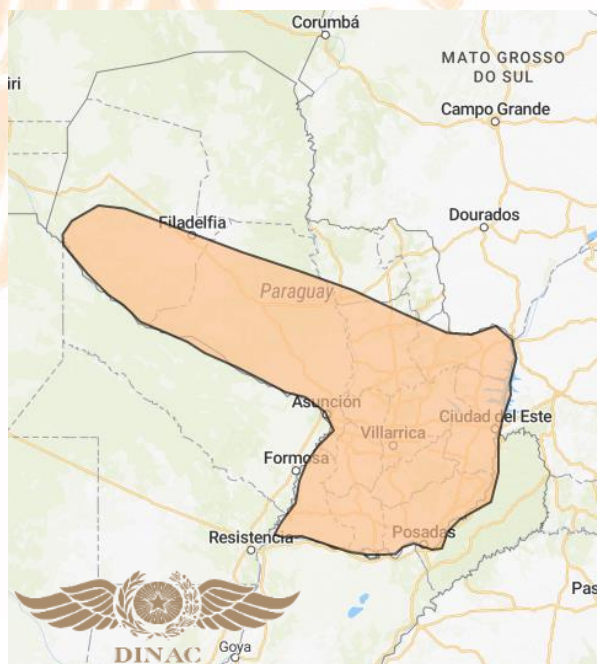 Corumbá
MATO GROSSO
DO SUL
iri
Campo Grande
Dourados
Filadelfia
Paraguay
Asunción
Ciudad del Este
Villarrica
Formosa
Posadas
Resistencia
Pas
Goya
DINAC